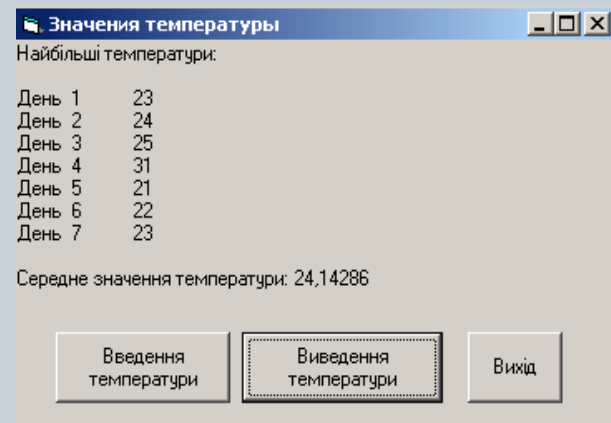 Значения температуры
Найбільші температури:
День 1 23
День 2 24
День 3 25
День 4 31
День 5 21
День 6 22
День 7 23
Середне значення температури: 24,14286
Введення
температури
Виведення
температури
Вихід